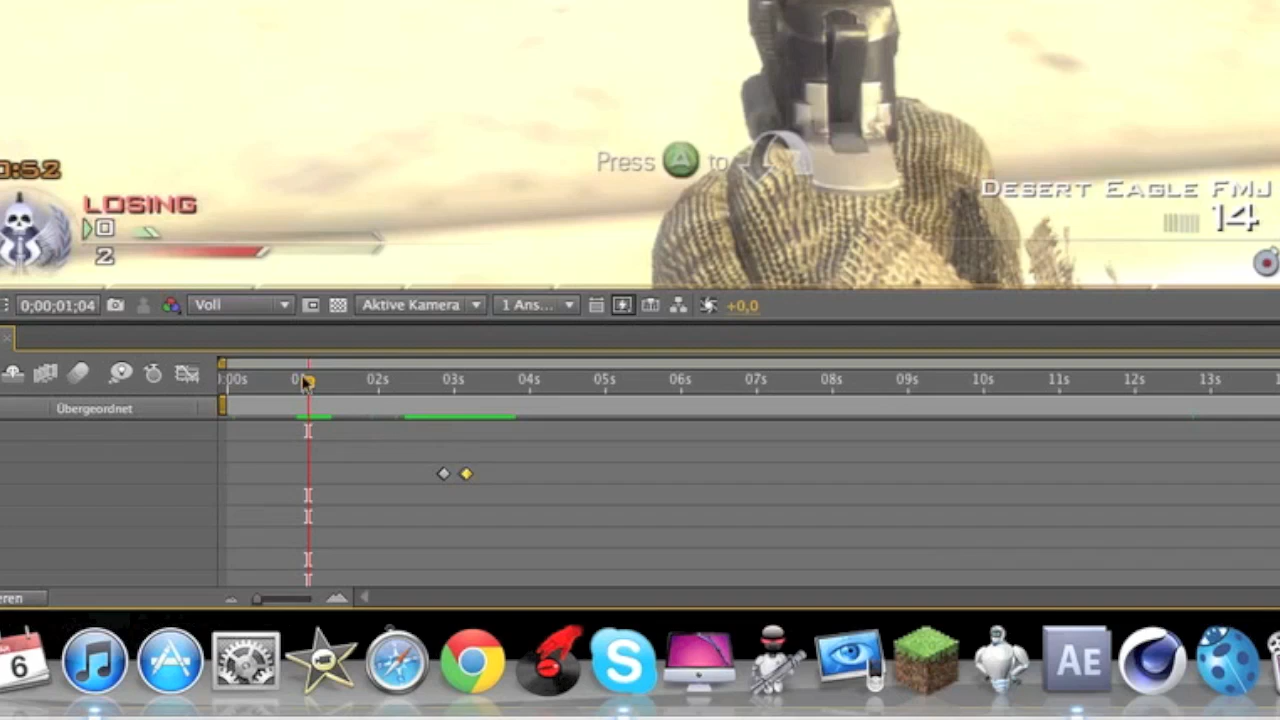 0:52
Press A to
LOSING
0
2
DESERT EAGLE FMJ
14
0;00;01;04
Voll
Aktive Kamera
1 Ans...
+0,0
:00s
02s
03s
04s
05s
06s
07s
08s
09s
10s
11s
12s
13s
Übergeordnet
eren
6
S
AE